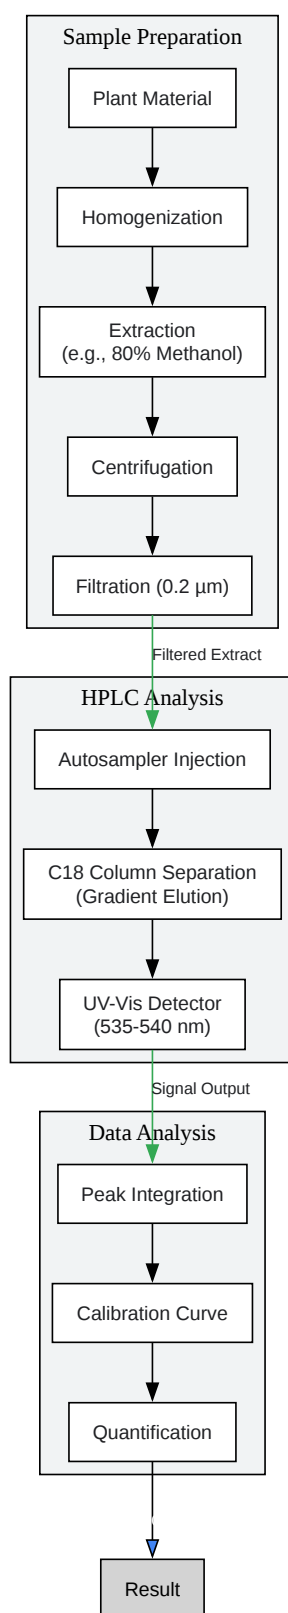 Sample Preparation
Plant Material
Homogenization
Extraction
(e.g., 80% Methanol)
Centrifugation
Filtration (0.2 µm)
Filtered Extract
HPLC Analysis
Autosampler Injection
C18 Column Separation
(Gradient Elution)
UV-Vis Detector
(535-540 nm)
Signal Output
Data Analysis
Peak Integration
Calibration Curve
Quantification
Result